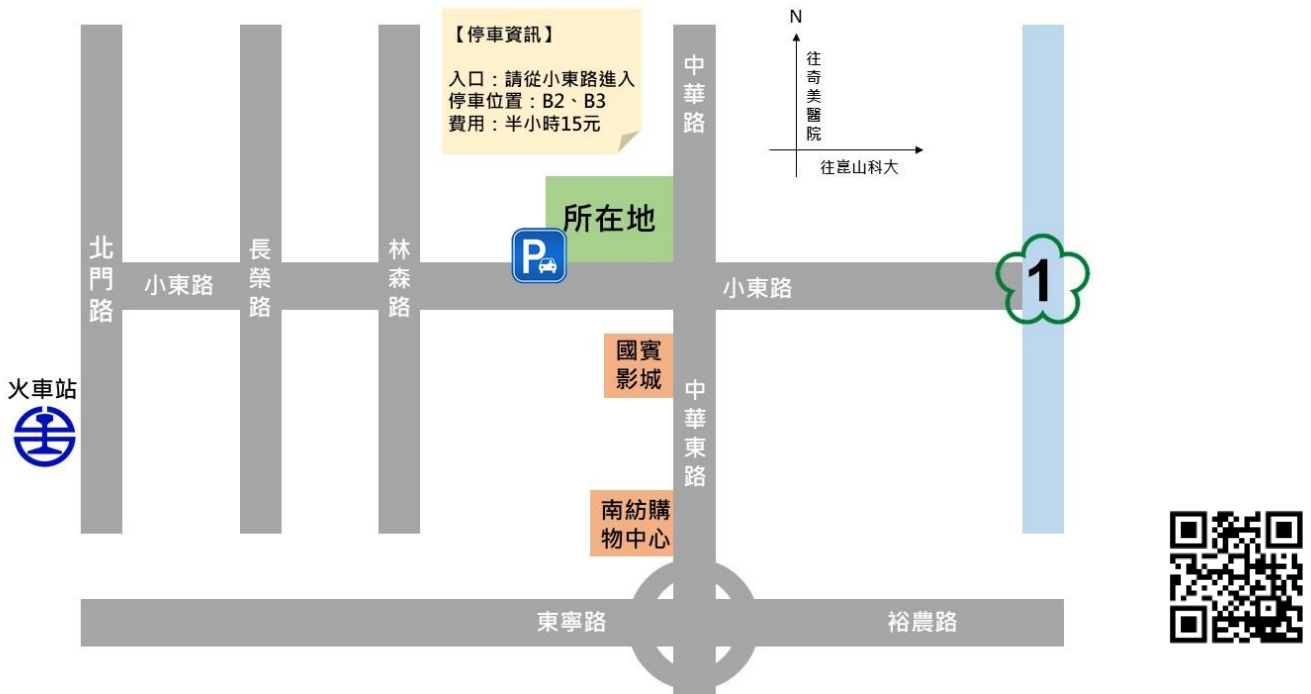 【停車資訊】
入口：請從小東路進入
停車位置：B2、B3
費用：半小時15元
中華路
N
往奇美醫院
往崑山科大
所在地
P
北門路
小東路
長榮路
林森路
小東路
1
國賓
影城
火車站
中華東路
南紡購
物中心
東寧路
裕農路